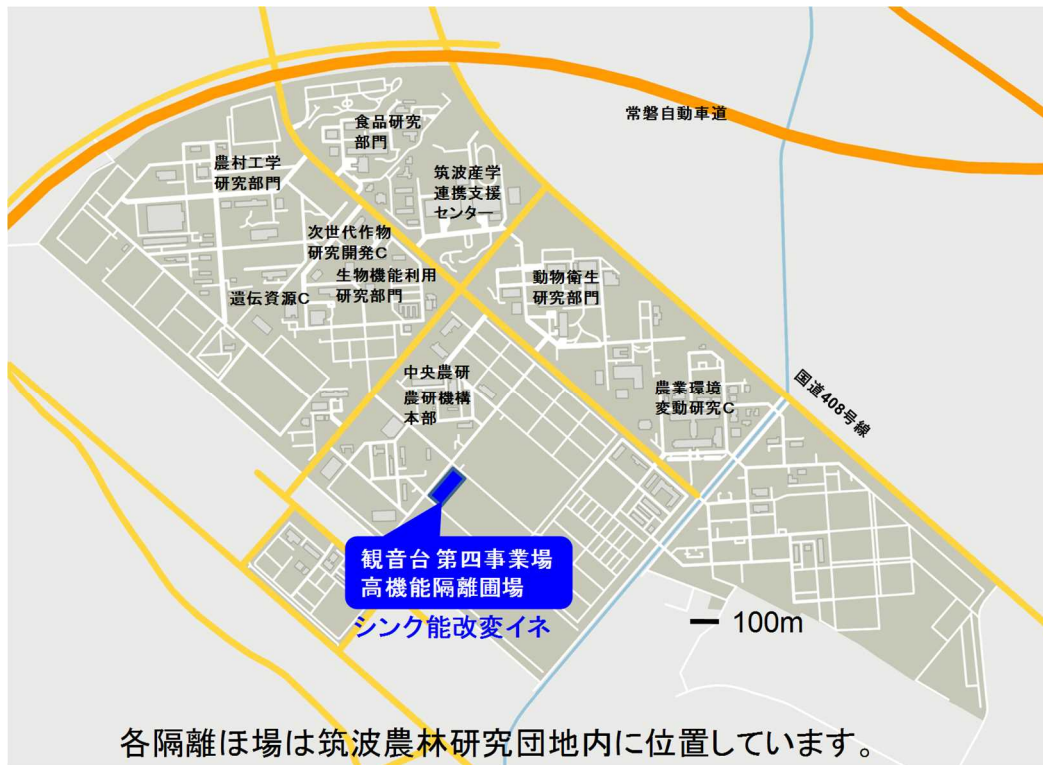 常磐自動車道
食品研究
部門
農村工学
研究部門
筑波産学
連携支援
センター
次世代作物
研究開発C
生物機能利用
研究部門
遺伝資源C
動物衛生
研究部門
中央農研
農研機構
本部
農業環境
変動研究C
国道408号線
観音台 第四事業場
高機能隔離圃場
シンク能改変イネ
100m
各隔離ほ場は筑波農林研究団地内に位置しています。